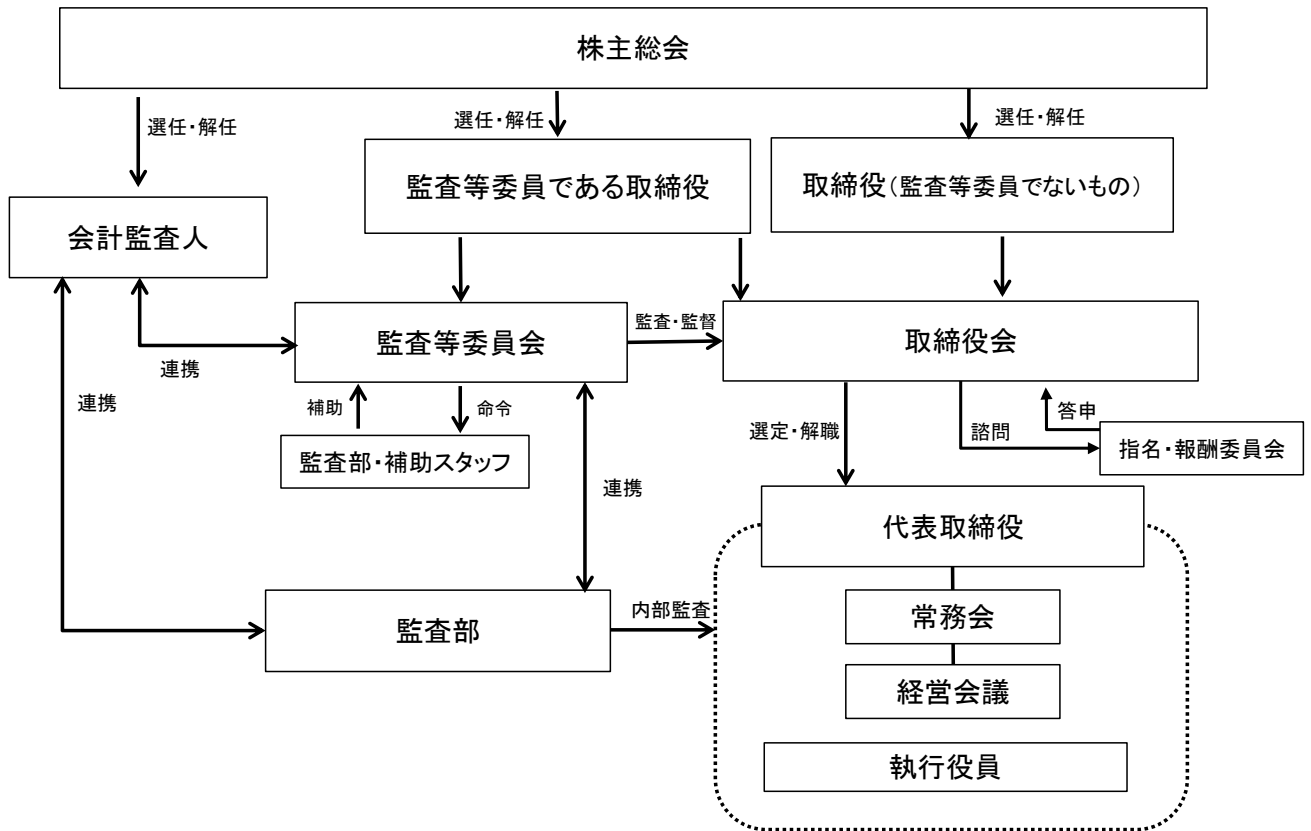 株主総会
選任・解任
選任・解任
選任・解任
監査等委員である取締役
取締役（監査等委員でないもの）
会計監査人
監査等委員会
監査・監督
取締役会
連携
連携
補助
命令
選定・解職
諮問
答申
指名・報酬委員会
監査部・補助スタッフ
連携
代表取締役
監査部
内部監査
常務会
経営会議
執行役員